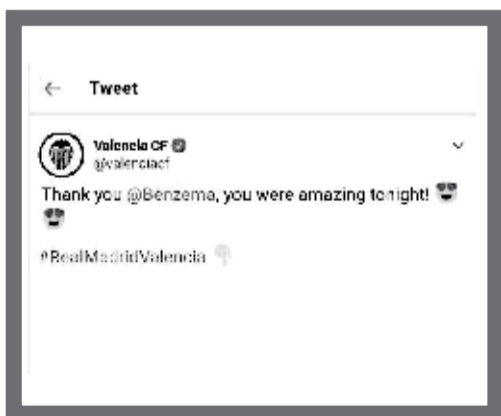 Tweet
Valencia CF
@valenciacf
Thank you @Benzema, you were amazing tonight! 😍
😍
#RealMadridValencia 👎